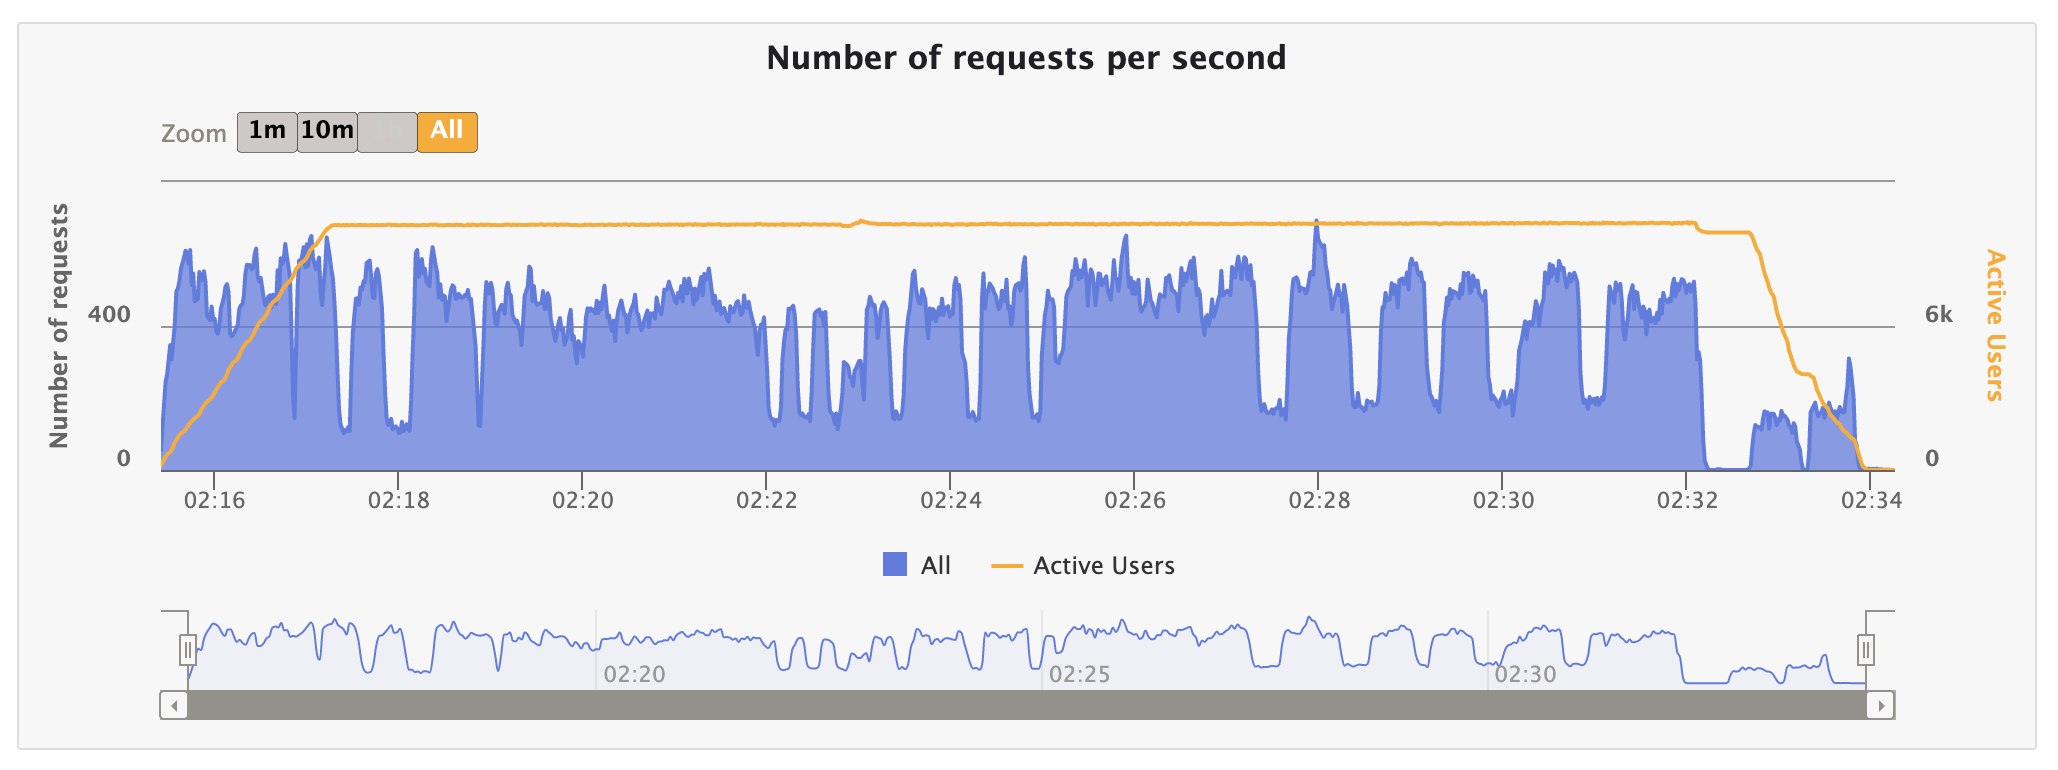 Number of requests per second
Zoom 1m 10m All
Number of requests
400
0
Active Users
6k
0
02:16 02:18 02:20 02:22 02:24 02:26 02:28 02:30 02:32 02:34
All Active Users
02:20 02:25 02:30